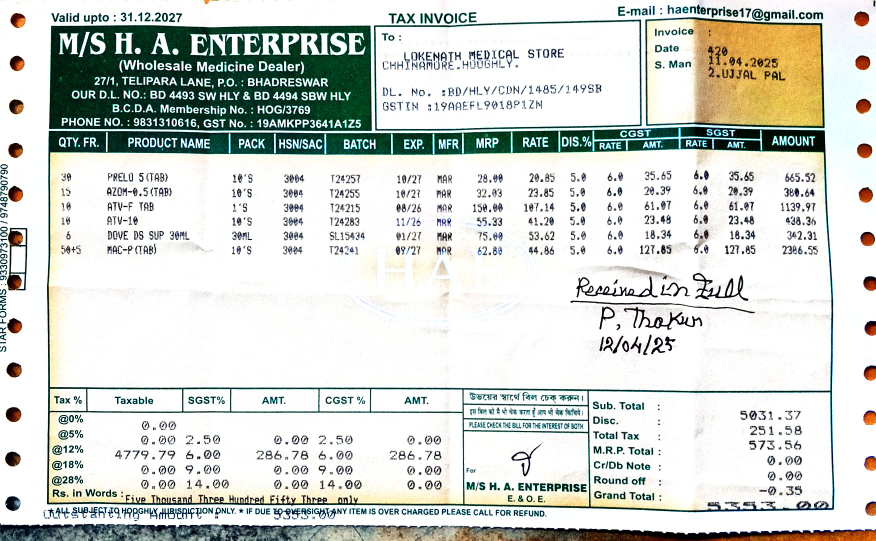 Valid upto : 31.12.2027
TAX INVOICE
E-mail : haenterprise17@gmail.com
M/S H. A. ENTERPRISE
(Wholesale Medicine Dealer)
27/1, TELIPARA LANE, P.O. : BHADRESWAR
OUR D.L. NO.: BD 4493 SW HLY & BD 4494 SBW HLY
B.C.D.A. Membership No. : HOG/3769
PHONE NO. : 9831310616, GST No. : 19AMKPP3641A1Z5
To :
LOKENATH MEDICAL STORE
CHHINAMORE.HOOGHLY.
DL. No. :BD/HLY/CDN/1485/149SB
GSTIN :19AAEFL9018P1ZN
Invoice : 420
Date 11.04.2025
S. Man 2.UJJAL PAL
QTY. FR. PRODUCT NAME PACK HSN/SAC BATCH EXP. MFR MRP RATE DIS.% CGST RATE AMT. SGST RATE AMT. AMOUNT
30 PRELO 5(TAB) 10'S 3004 T24257 10/27 MAR 28.00 20.85 5.0 6.0 35.65 6.0 35.65 665.52
15 AZOM-0.5(TAB) 10'S 3004 T24255 10/27 MAR 32.03 23.85 5.0 6.0 20.39 6.0 20.39 380.64
10 ATV-F TAB 1'S 3004 T24215 08/26 MAR 150.00 107.14 5.0 6.0 61.07 6.0 61.07 1139.97
10 ATV-10 10'S 3004 T24283 11/26 MAR 55.33 41.20 5.0 6.0 23.48 6.0 23.48 438.36
6 DOVE DS SUP 30ML 30ML 3004 SL15434 01/27 MAR 75.00 53.62 5.0 6.0 18.34 6.0 18.34 342.31
50+5 MAC-P(TAB) 10'S 3004 T24241 09/27 MAR 62.80 44.86 5.0 6.0 127.85 6.0 127.85 2386.55
HAE
Received in Full
P. Thakur
12/04/25
STAR FORMS : 9330973100 / 9748790790
Tax % Taxable SGST% AMT. CGST % AMT.
@0% 0.00
@5% 0.00 2.50 0.00 2.50 0.00
@12% 4779.79 6.00 286.78 6.00 286.78
@18% 0.00 9.00 0.00 9.00 0.00
@28% 0.00 14.00 0.00 14.00 0.00
Rs. in Words : Five Thousand Three Hundred Fifty Three only
উভয়ের স্বার্থে বিল চেক্ করুন।
PLEASE CHECK THE BILL FOR THE INTEREST OF BOTH
For
M/S H. A. ENTERPRISE
E. & O. E.
Sub. Total : 5031.37
Disc. : 251.58
Total Tax : 573.56
M.R.P. Total : 0.00
Cr/Db Note : 0.00
Round off : -0.35
Grand Total : 5353.00
* ALL SUBJECT TO HOOGHLY JURISDICTION ONLY. * IF DUE TO OVERSIGHT ANY ITEM IS OVER CHARGED PLEASE CALL FOR REFUND.
Outstanting Amount : 5353.00